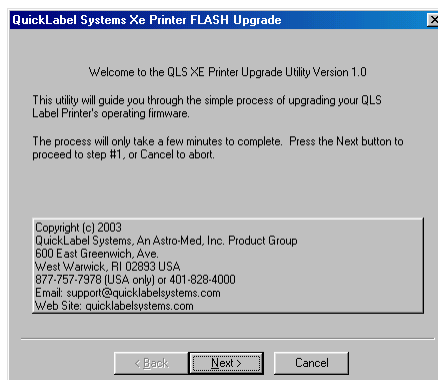 QuickLabel Systems Xe Printer FLASH Upgrade
Welcome to the QLS XE Printer Upgrade Utility Version 1.0
This utility will guide you through the simple process of upgrading your QLS
Label Printer's operating firmware.
The process will only take a few minutes to complete. Press the Next button to
proceed to step #1, or Cancel to abort.
Copyright (c) 2003
QuickLabel Systems, An Astro-Med, Inc. Product Group
600 East Greenwich, Ave.
West Warwick, RI 02893 USA
877-757-7978 (USA only) or 401-828-4000
Email: support@quicklabelsystems.com
Web Site: quicklabelsystems.com
< Back Next > Cancel